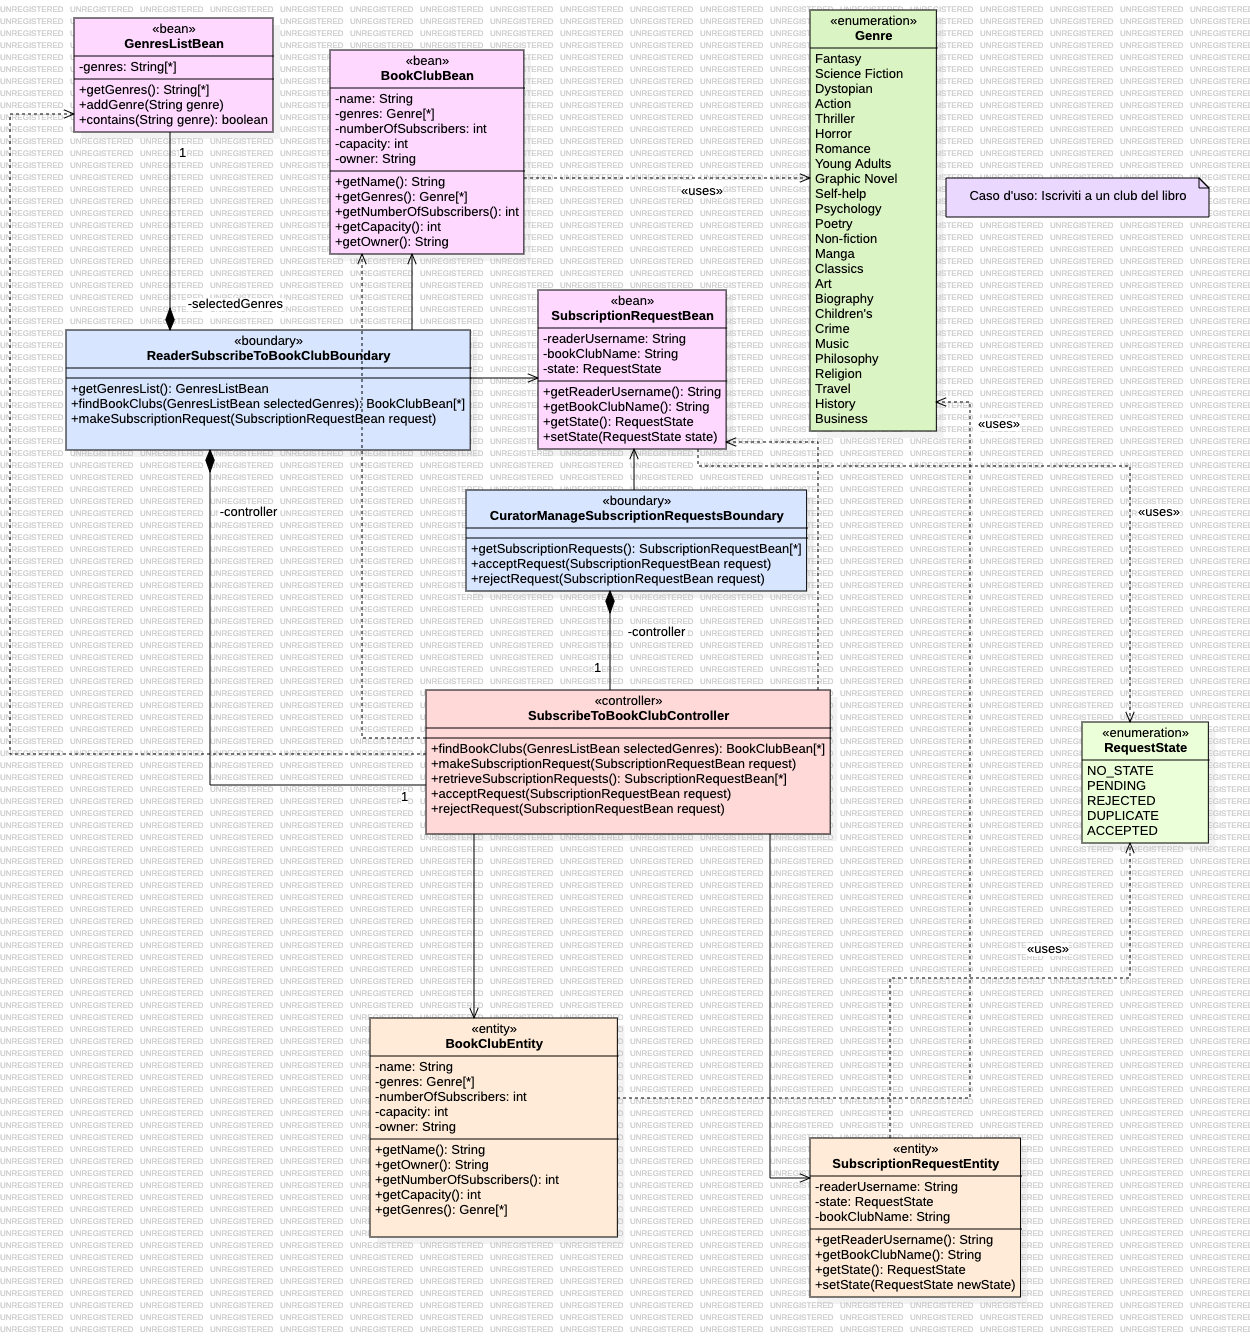 «bean»
GenresListBean
-genres: String[*]
+getGenres(): String[*]
+addGenre(String genre)
+contains(String genre): boolean
1
-selectedGenres
«bean»
BookClubBean
-name: String
-genres: Genre[*]
-numberOfSubscribers: int
-capacity: int
-owner: String
+getName(): String
+getGenres(): Genre[*]
+getNumberOfSubscribers(): int
+getCapacity(): int
+getOwner(): String
«uses»
«enumeration»
Genre
Fantasy
Science Fiction
Dystopian
Action
Thriller
Horror
Romance
Young Adults
Graphic Novel
Self-help
Psychology
Poetry
Non-fiction
Manga
Classics
Art
Biography
Children's
Crime
Music
Philosophy
Religion
Travel
History
Business
Caso d'uso: Iscriviti a un club del libro
«uses»
«boundary»
ReaderSubscribeToBookClubBoundary
+getGenresList(): GenresListBean
+findBookClubs(GenresListBean selectedGenres): BookClubBean[*]
+makeSubscriptionRequest(SubscriptionRequestBean request)
-controller
«bean»
SubscriptionRequestBean
-readerUsername: String
-bookClubName: String
-state: RequestState
+getReaderUsername(): String
+getBookClubName(): String
+getState(): RequestState
+setState(RequestState state)
«uses»
«boundary»
CuratorManageSubscriptionRequestsBoundary
+getSubscriptionRequests(): SubscriptionRequestBean[*]
+acceptRequest(SubscriptionRequestBean request)
+rejectRequest(SubscriptionRequestBean request)
-controller
1
«controller»
SubscribeToBookClubController
+findBookClubs(GenresListBean selectedGenres): BookClubBean[*]
+makeSubscriptionRequest(SubscriptionRequestBean request)
+retrieveSubscriptionRequests(): SubscriptionRequestBean[*]
+acceptRequest(SubscriptionRequestBean request)
+rejectRequest(SubscriptionRequestBean request)
1
«enumeration»
RequestState
NO_STATE
PENDING
REJECTED
DUPLICATE
ACCEPTED
«uses»
«entity»
BookClubEntity
-name: String
-genres: Genre[*]
-numberOfSubscribers: int
-capacity: int
-owner: String
+getName(): String
+getOwner(): String
+getNumberOfSubscribers(): int
+getCapacity(): int
+getGenres(): Genre[*]
«entity»
SubscriptionRequestEntity
-readerUsername: String
-state: RequestState
-bookClubName: String
+getReaderUsername(): String
+getBookClubName(): String
+getState(): RequestState
+setState(RequestState newState)
UNREGISTERED